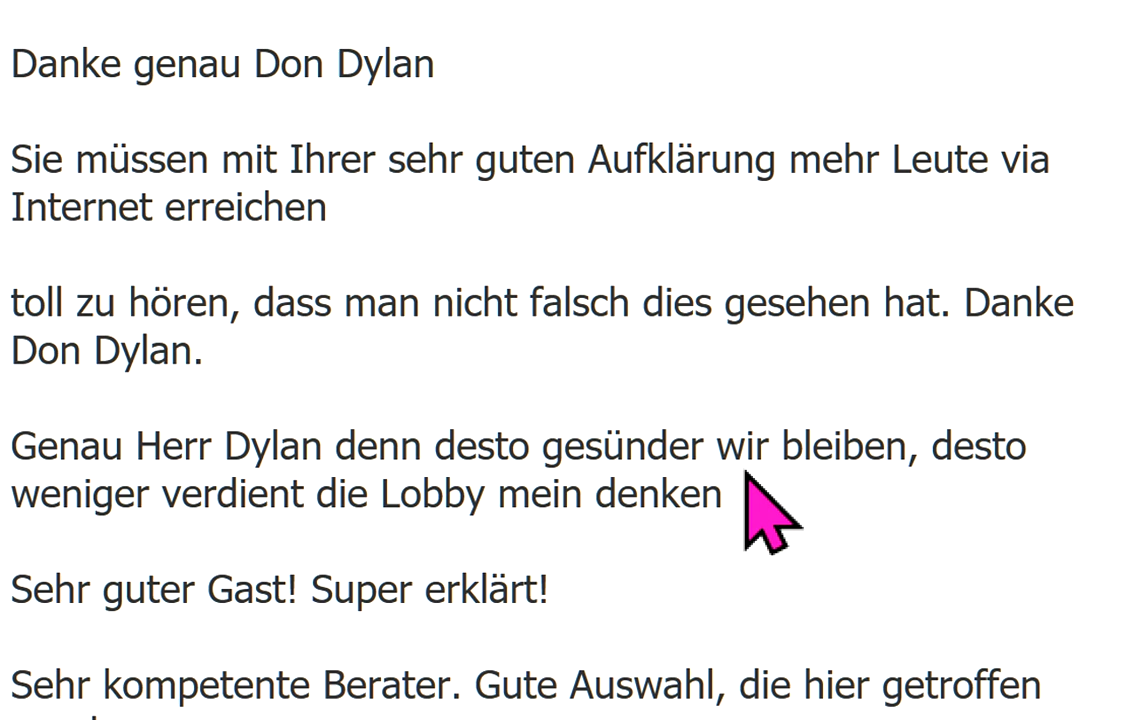 Danke genau Don Dylan
Sie müssen mit Ihrer sehr guten Aufklärung mehr Leute via
Internet erreichen
toll zu hören, dass man nicht falsch dies gesehen hat. Danke
Don Dylan.
Genau Herr Dylan denn desto gesünder wir bleiben, desto
weniger verdient die Lobby mein denken
Sehr guter Gast! Super erklärt!
Sehr kompetente Berater. Gute Auswahl, die hier getroffen